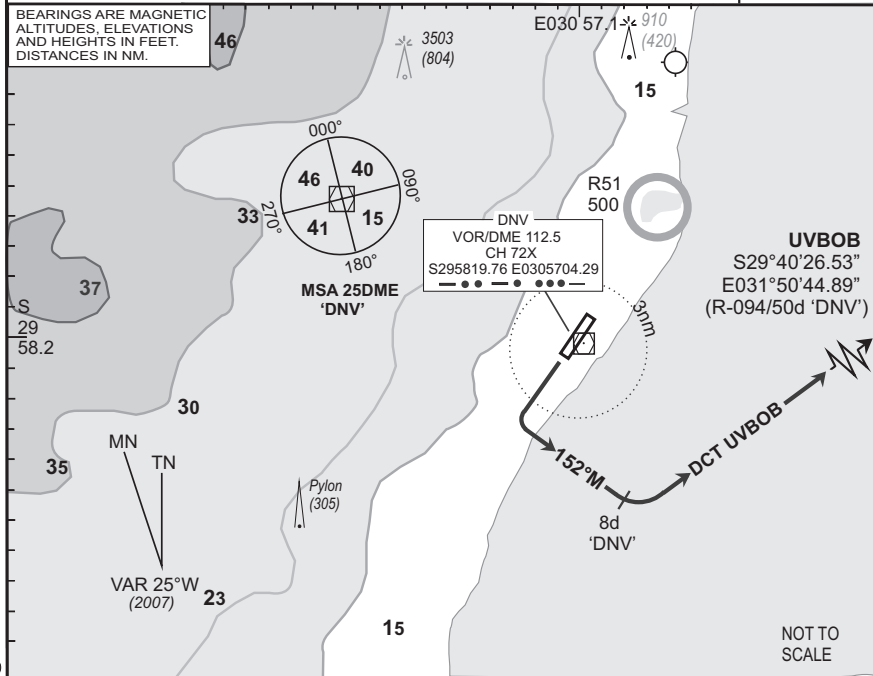 BEARINGS ARE MAGNETIC
ALTITUDES, ELEVATIONS
AND HEIGHTS IN FEET.
DISTANCES IN NM.
46
3503
(804)
E030 57.1
910
(420)
15
000°
46
40
090°
270°
41
15
180°
MSA 25DME
‘DNV’
33
R51
500
DNV
VOR/DME 112.5
CH 72X
S295819.76 E0305704.29
UVBOB
S29°40'26.53”
E031°50'44.89”
(R-094/50d ‘DNV’)
37
S
29
58.2
3nm
30
MN
TN
35
Pylon
(305)
152°M
DCT UVBOB
8d
‘DNV’
VAR 25°W
(2007)
23
15
NOT TO
SCALE